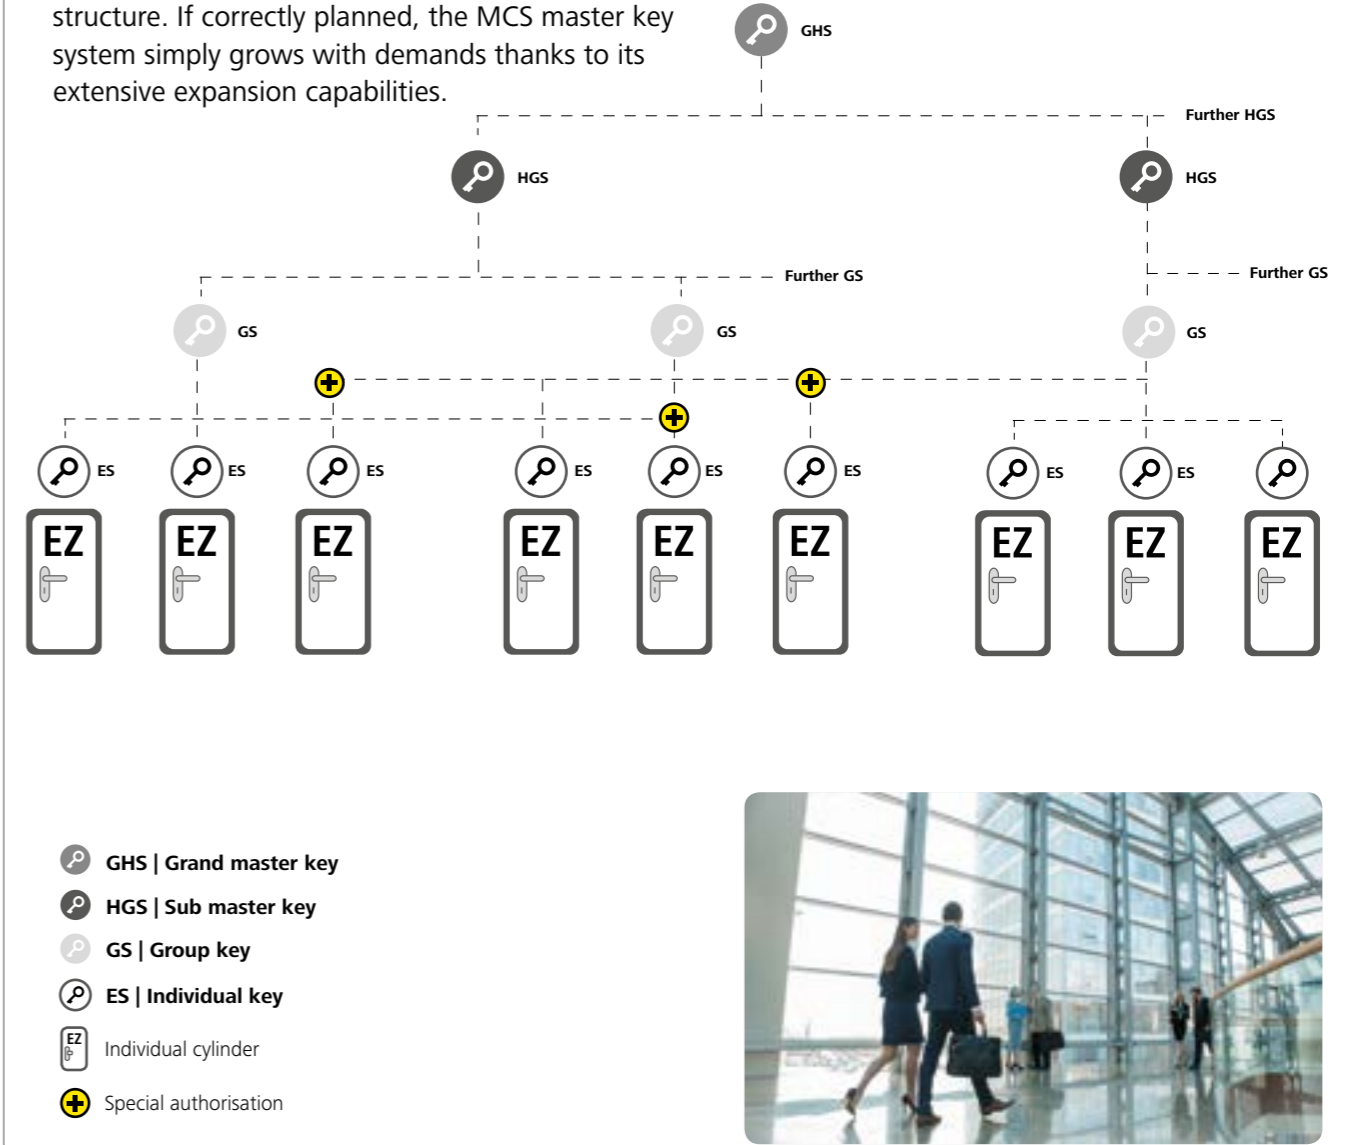 structure. If correctly planned, the MCS master key
system simply grows with demands thanks to its
extensive expansion capabilities.
GHS
Further HGS
HGS
HGS
Further GS
Further GS
GS
GS
GS
ES
ES
ES
ES
ES
ES
ES
ES
EZ
EZ
EZ
EZ
EZ
EZ
EZ
EZ
EZ
GHS | Grand master key
HGS | Sub master key
GS | Group key
ES | Individual key
EZ
Individual cylinder
Special authorisation